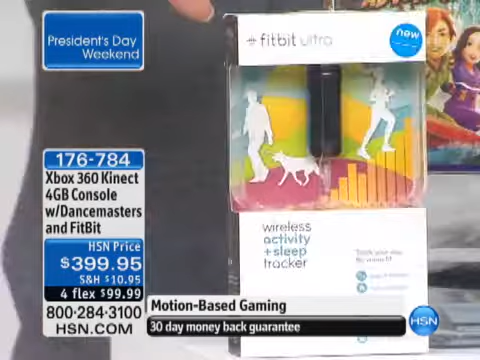 President's Day
Weekend
fitbit ultra
new
176-784
Xbox 360 Kinect
4GB Console
w/Dancemasters
and FitBit
HSN Price
$399.95
S&H $10.95
4 flex $99.99
800·284·3100
HSN.COM
wireless
activity
+sleep
tracker
Motion-Based Gaming
30 day money back guarantee
HSN